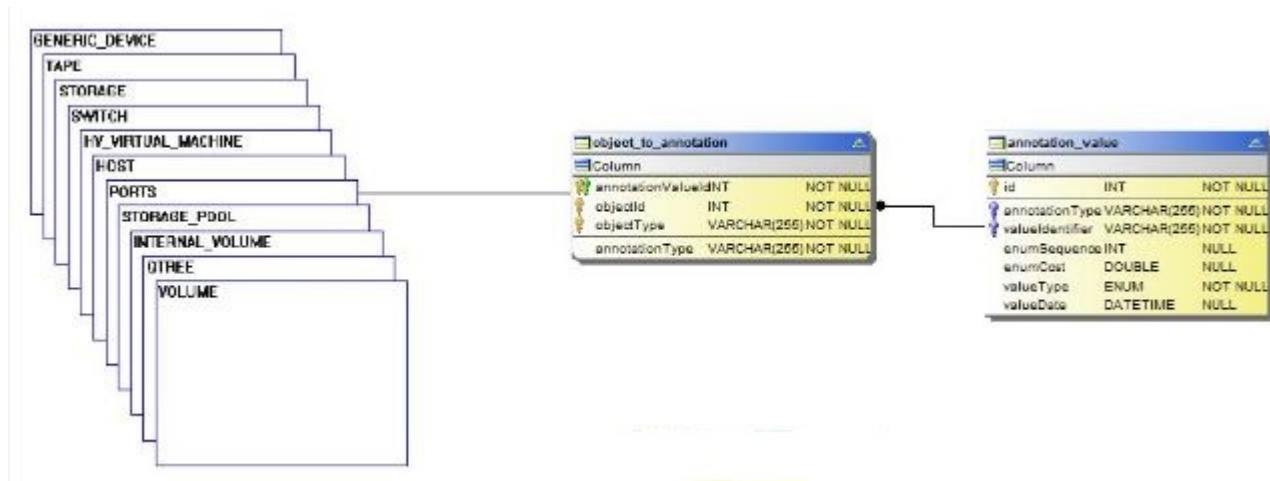 GENERIC_DEVICE
TAPE
STORAGE
SWITCH
HV_VIRTUAL_MACHINE
HOST
PORTS
STORAGE_POOL
INTERNAL_VOLUME
QTREE
VOLUME
object_to_annotation
Column
annotationValueId INT NOT NULL
objectId INT NOT NULL
objectType VARCHAR(255) NOT NULL
annotationType VARCHAR(255) NOT NULL
annotation_value
Column
id INT NOT NULL
annotationType VARCHAR(255) NOT NULL
valueIdentifier VARCHAR(255) NOT NULL
enumSequence INT NULL
enumCost DOUBLE NULL
valueType ENUM NOT NULL
valueDate DATETIME NULL